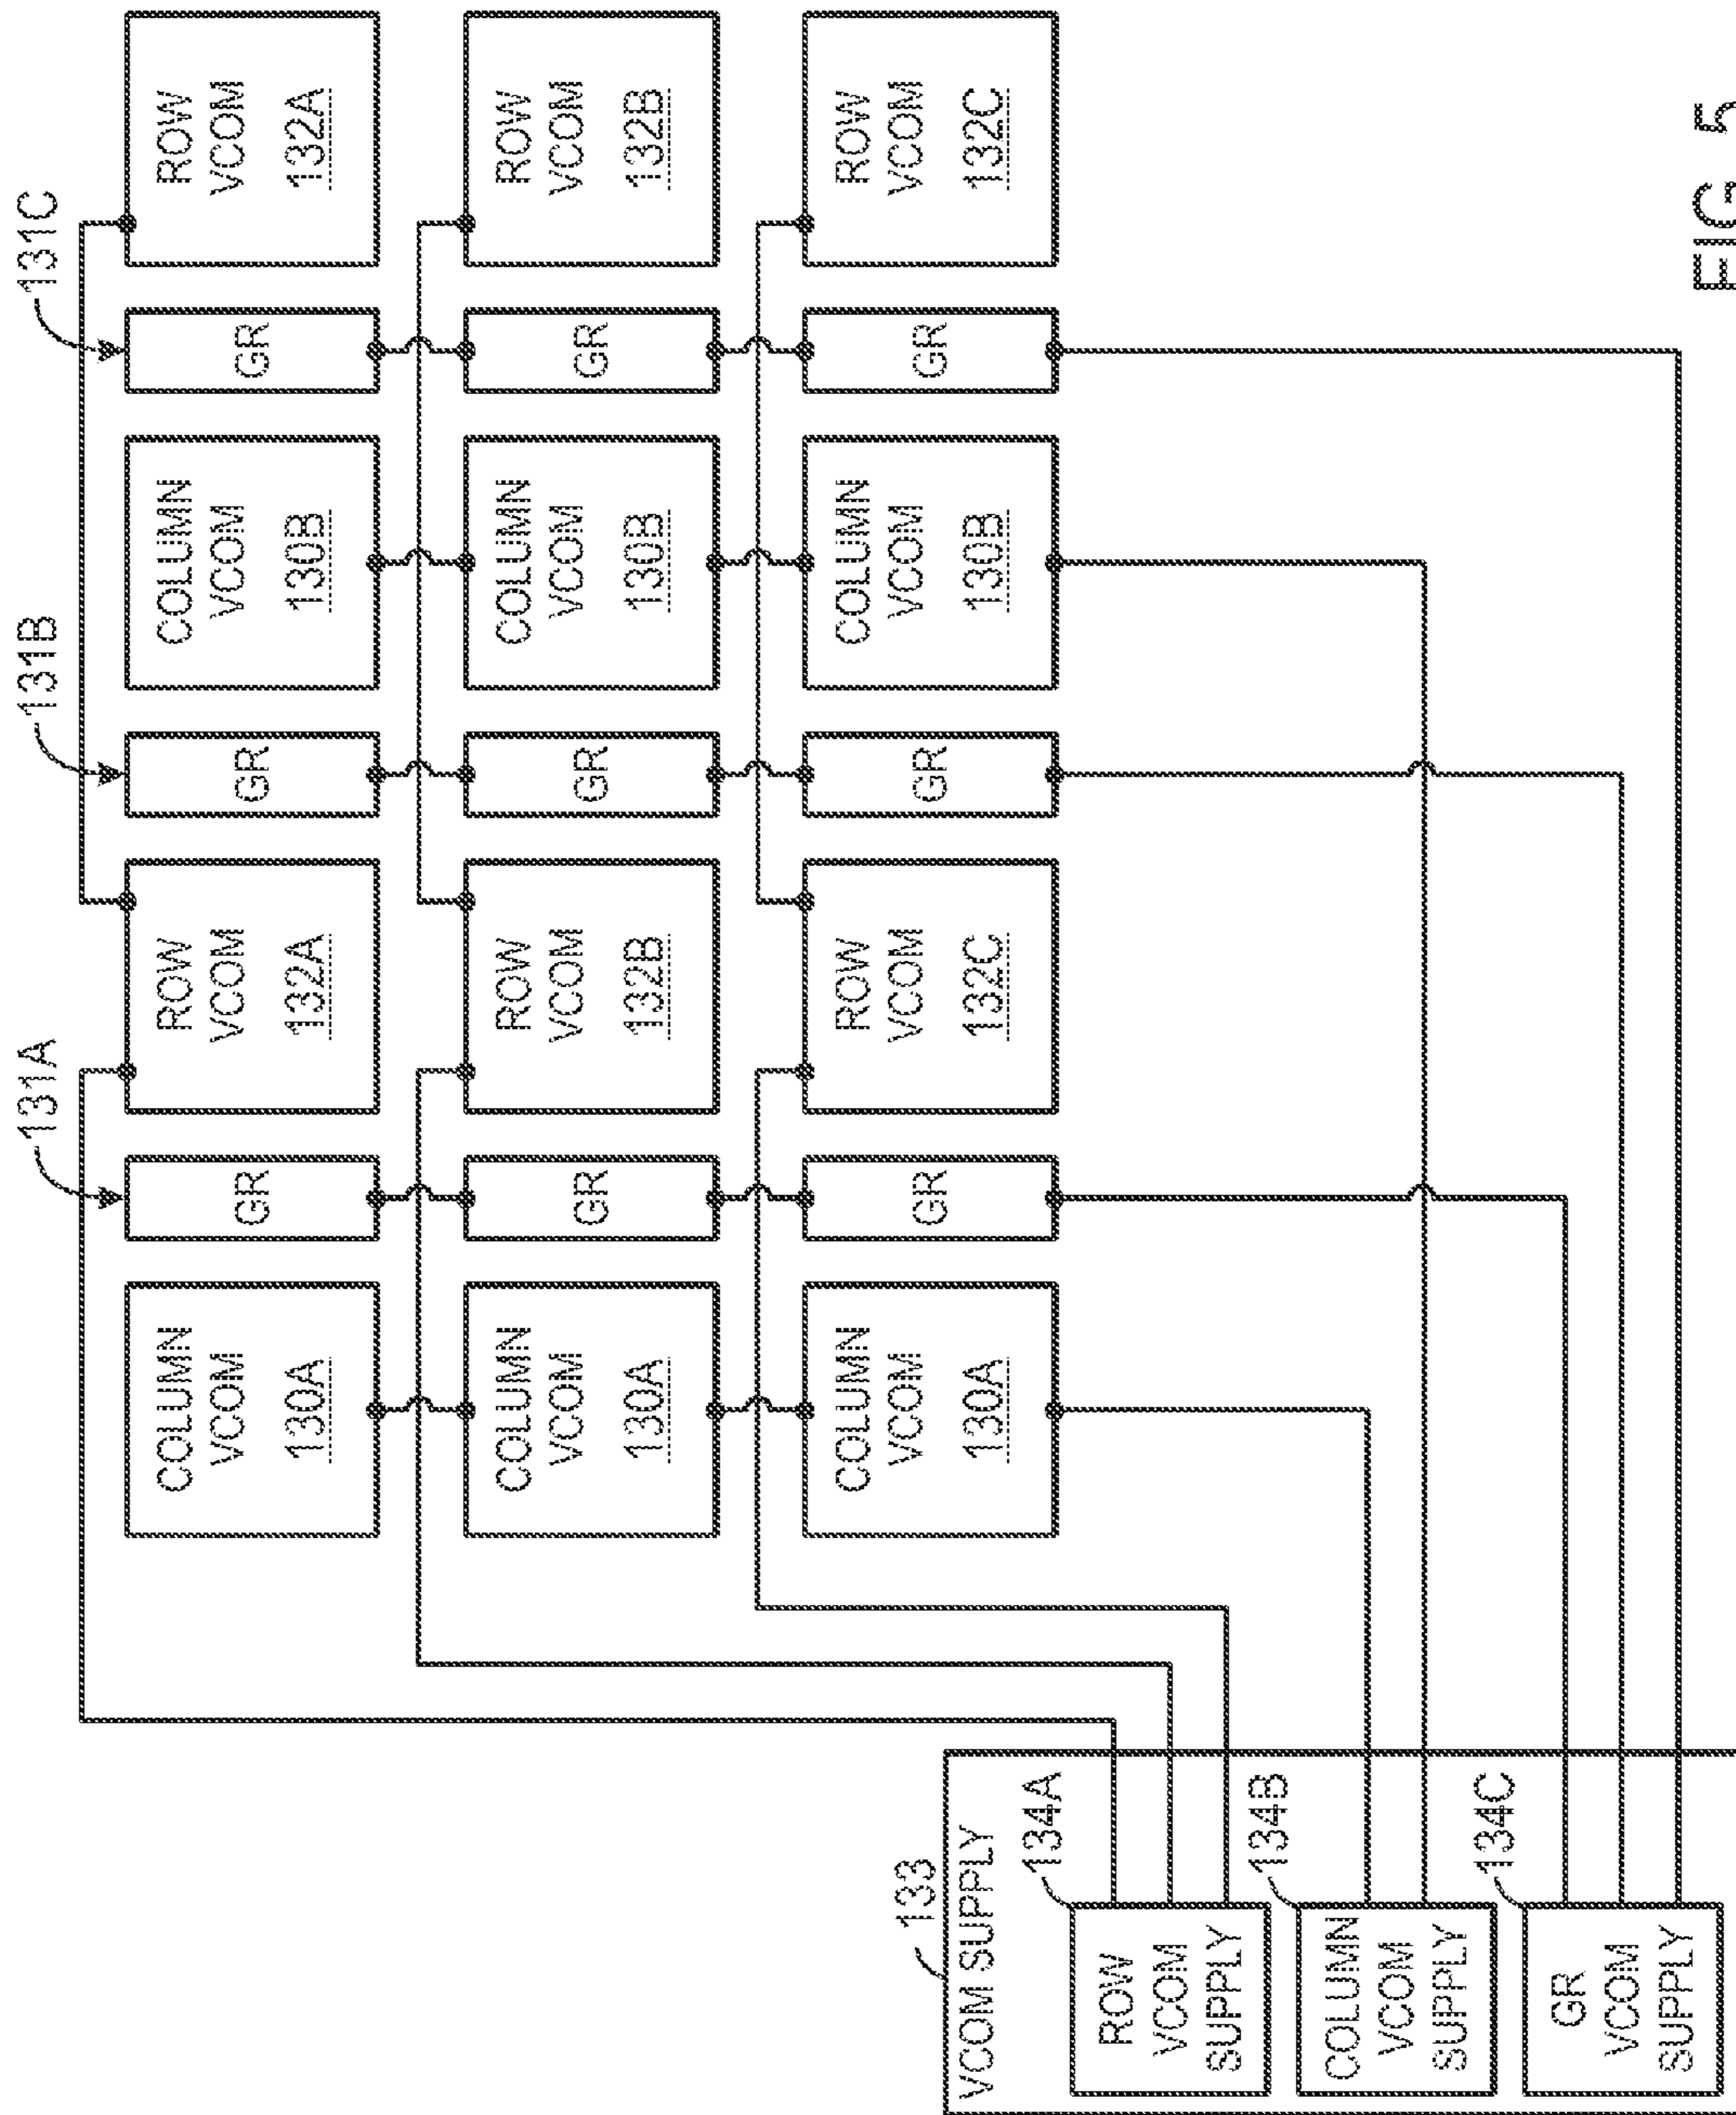 131A
131B
131C
COLUMN
VCOM
130A
GR
ROW
VCOM
132A
GR
COLUMN
VCOM
130B
GR
ROW
VCOM
132A
COLUMN
VCOM
130A
GR
ROW
VCOM
132B
GR
COLUMN
VCOM
130B
GR
ROW
VCOM
132B
COLUMN
VCOM
130A
GR
ROW
VCOM
132C
GR
COLUMN
VCOM
130B
GR
ROW
VCOM
132C
133
VCOM SUPPLY
134A
ROW
VCOM
SUPPLY
134B
COLUMN
VCOM
SUPPLY
134C
GR
VCOM
SUPPLY
FIG. 5